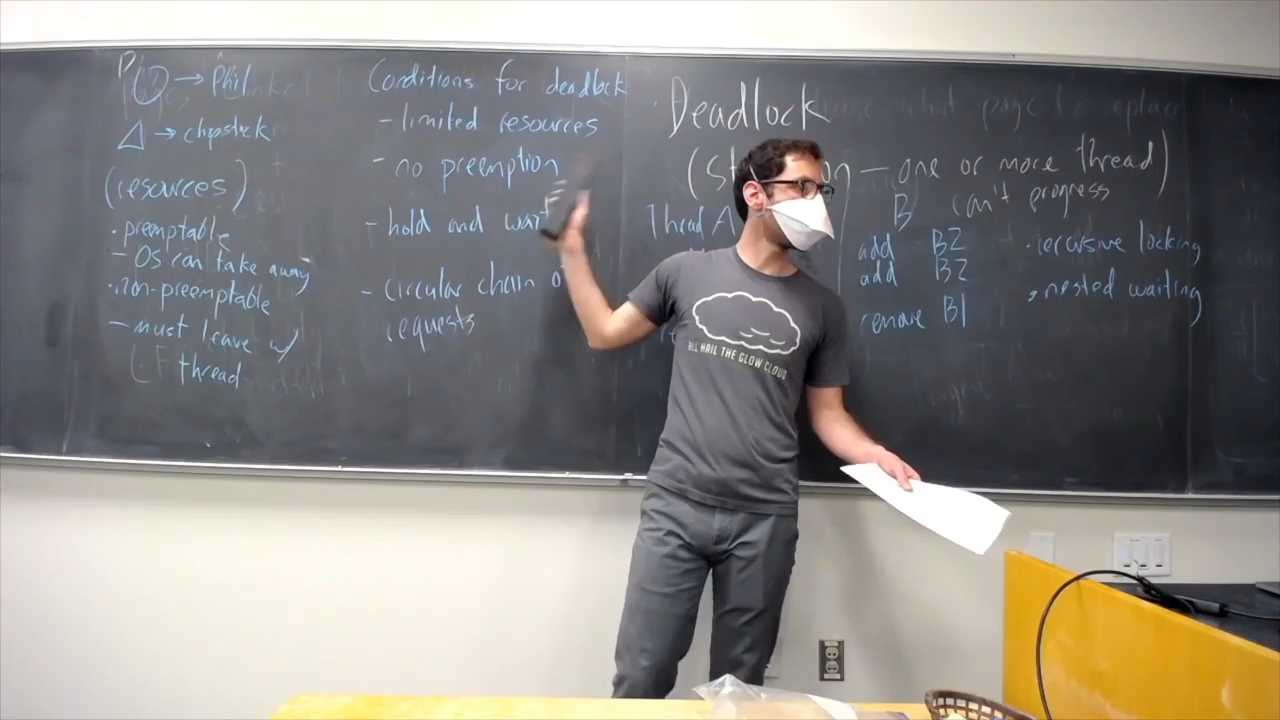 → Phil
△ → chopstick
(resources)
• preemptable
- OS can take away
• non-preemptable
- must leave w/
thread
Conditions for deadlock
- limited resources
- no preemption
- hold and wait
- circular chain of
requests
Deadlock
— one or more thread)
can't progress
Thread A
B
add B2
add B2
remove B1
• recursive locking
• nested waiting
ALL HAIL THE GLOW CLOUD